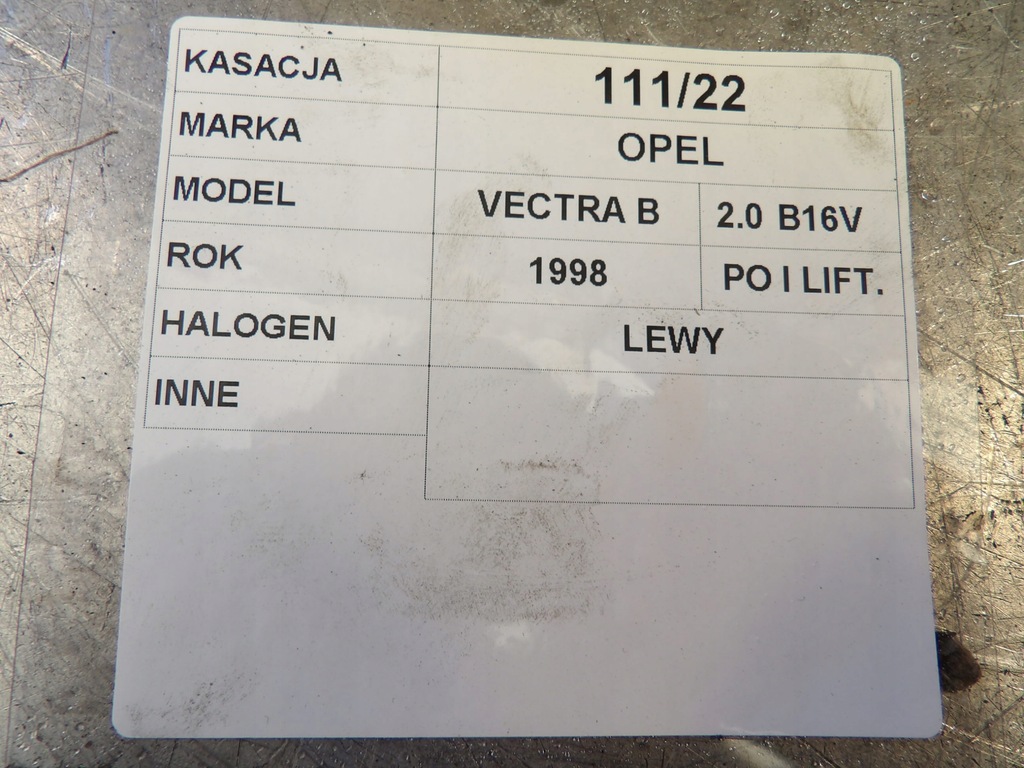 KASACJA 111/22
MARKA OPEL
MODEL VECTRA B 2.0 B16V
ROK 1998 PO I LIFT.
HALOGEN LEWY
INNE